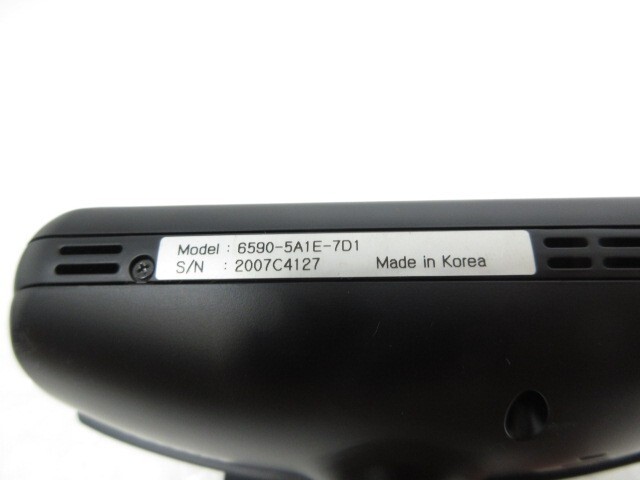 Model : 6590-5A1E-7D1
S/N : 2007C4127 Made in Korea